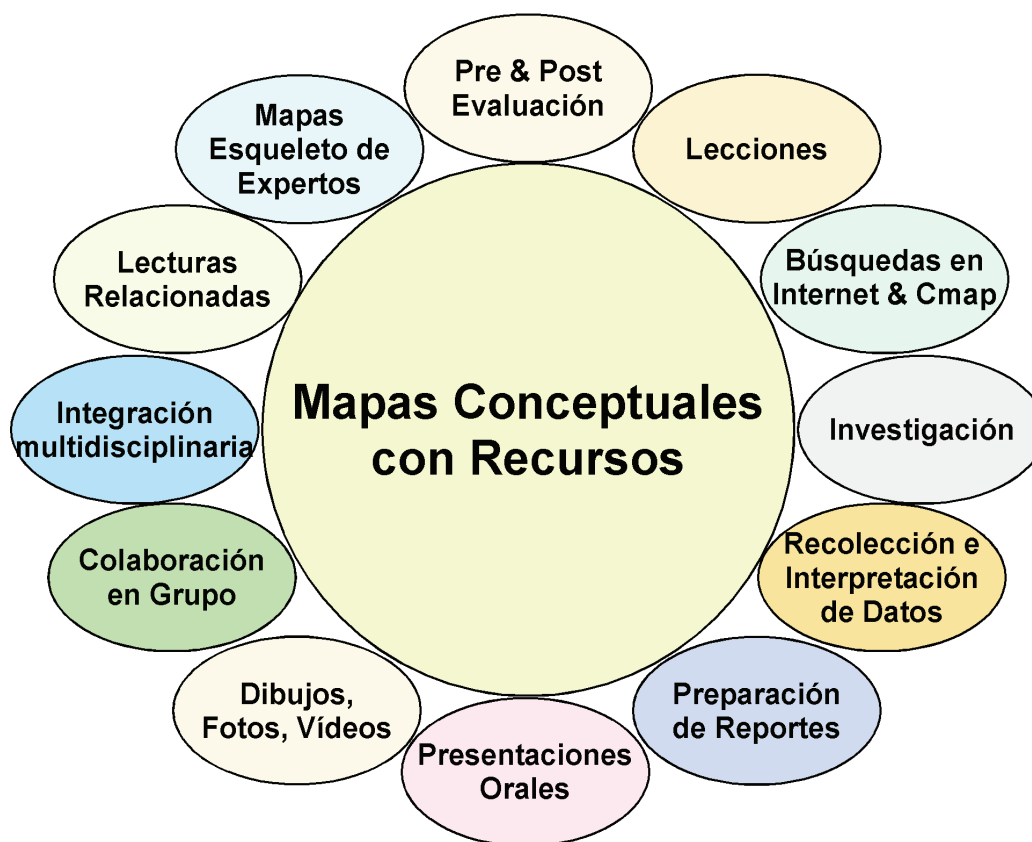 Pre & Post
Evaluación
Lecciones
Búsquedas en
Internet & Cmap
Investigación
Recolección e
Interpretación
de Datos
Preparación
de Reportes
Presentaciones
Orales
Dibujos,
Fotos, Vídeos
Colaboración
en Grupo
Integración
multidisciplinaria
Lecturas
Relacionadas
Mapas
Esqueleto de
Expertos
Mapas Conceptuales
con Recursos